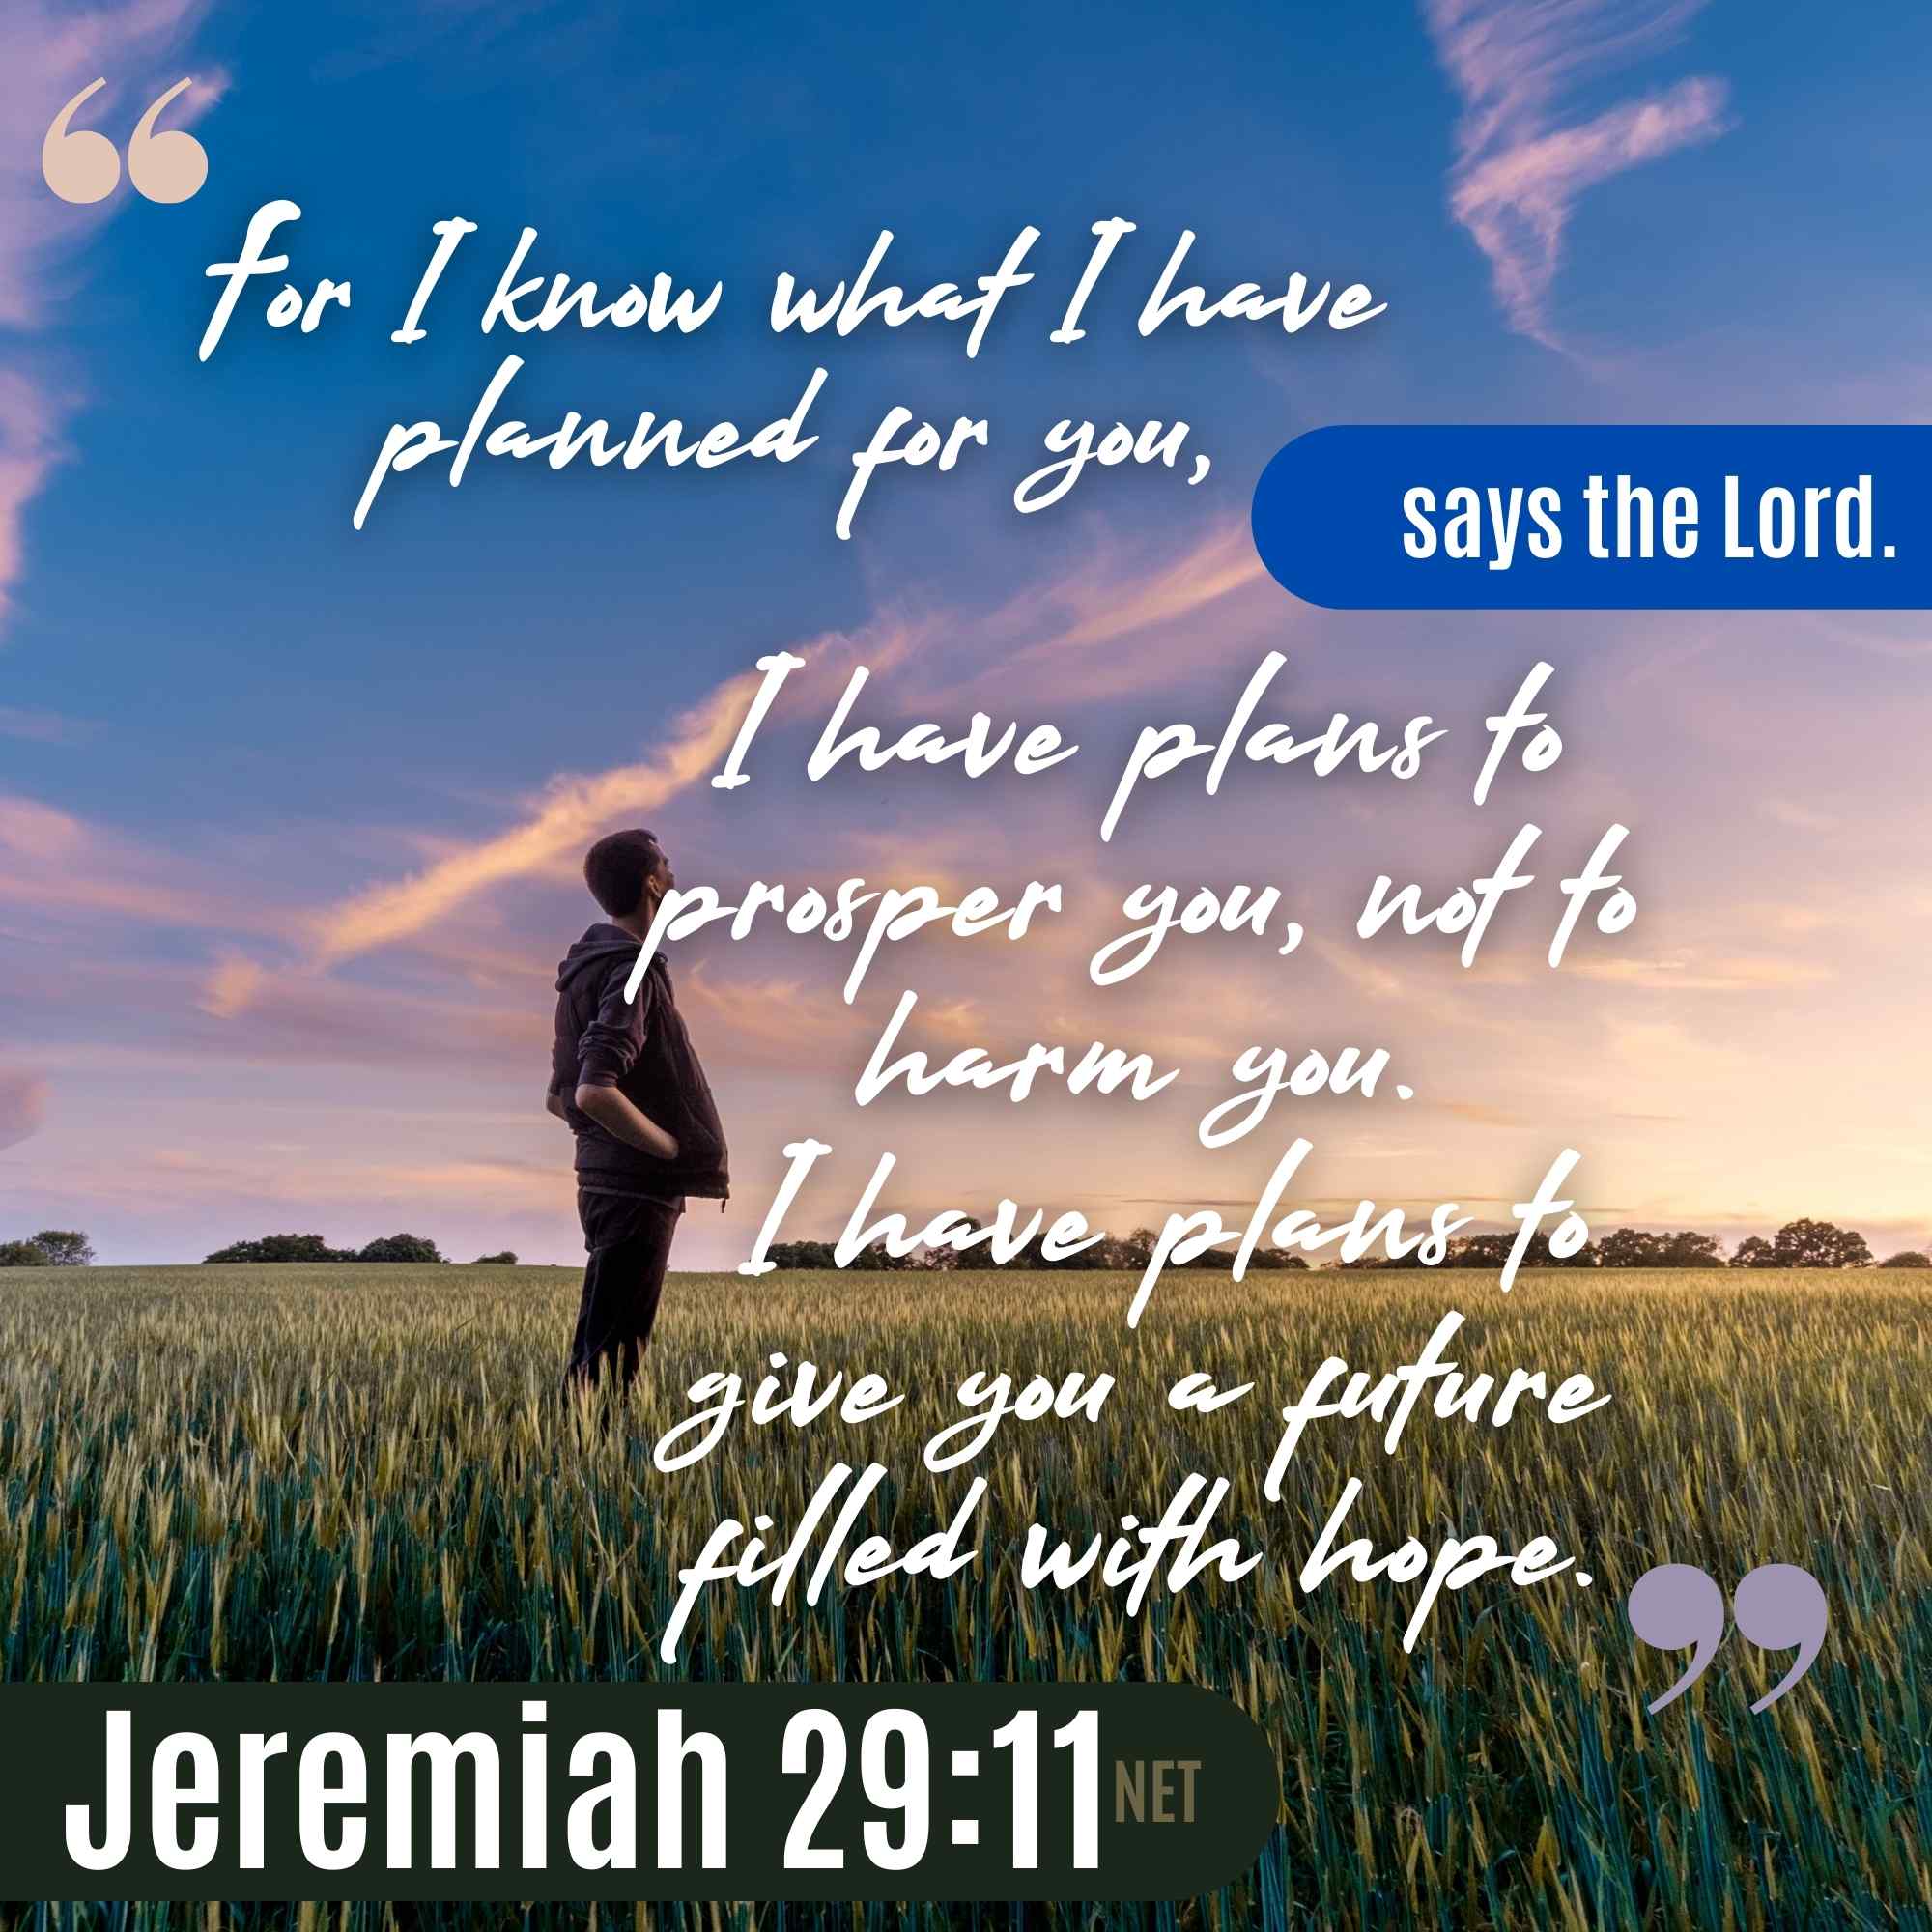 “
for I know what I have
planned for you,
says the Lord.
I have plans to
prosper you, not to
harm you.
I have plans to
give you a future
filled with hope.
”
Jeremiah 29:11 NET